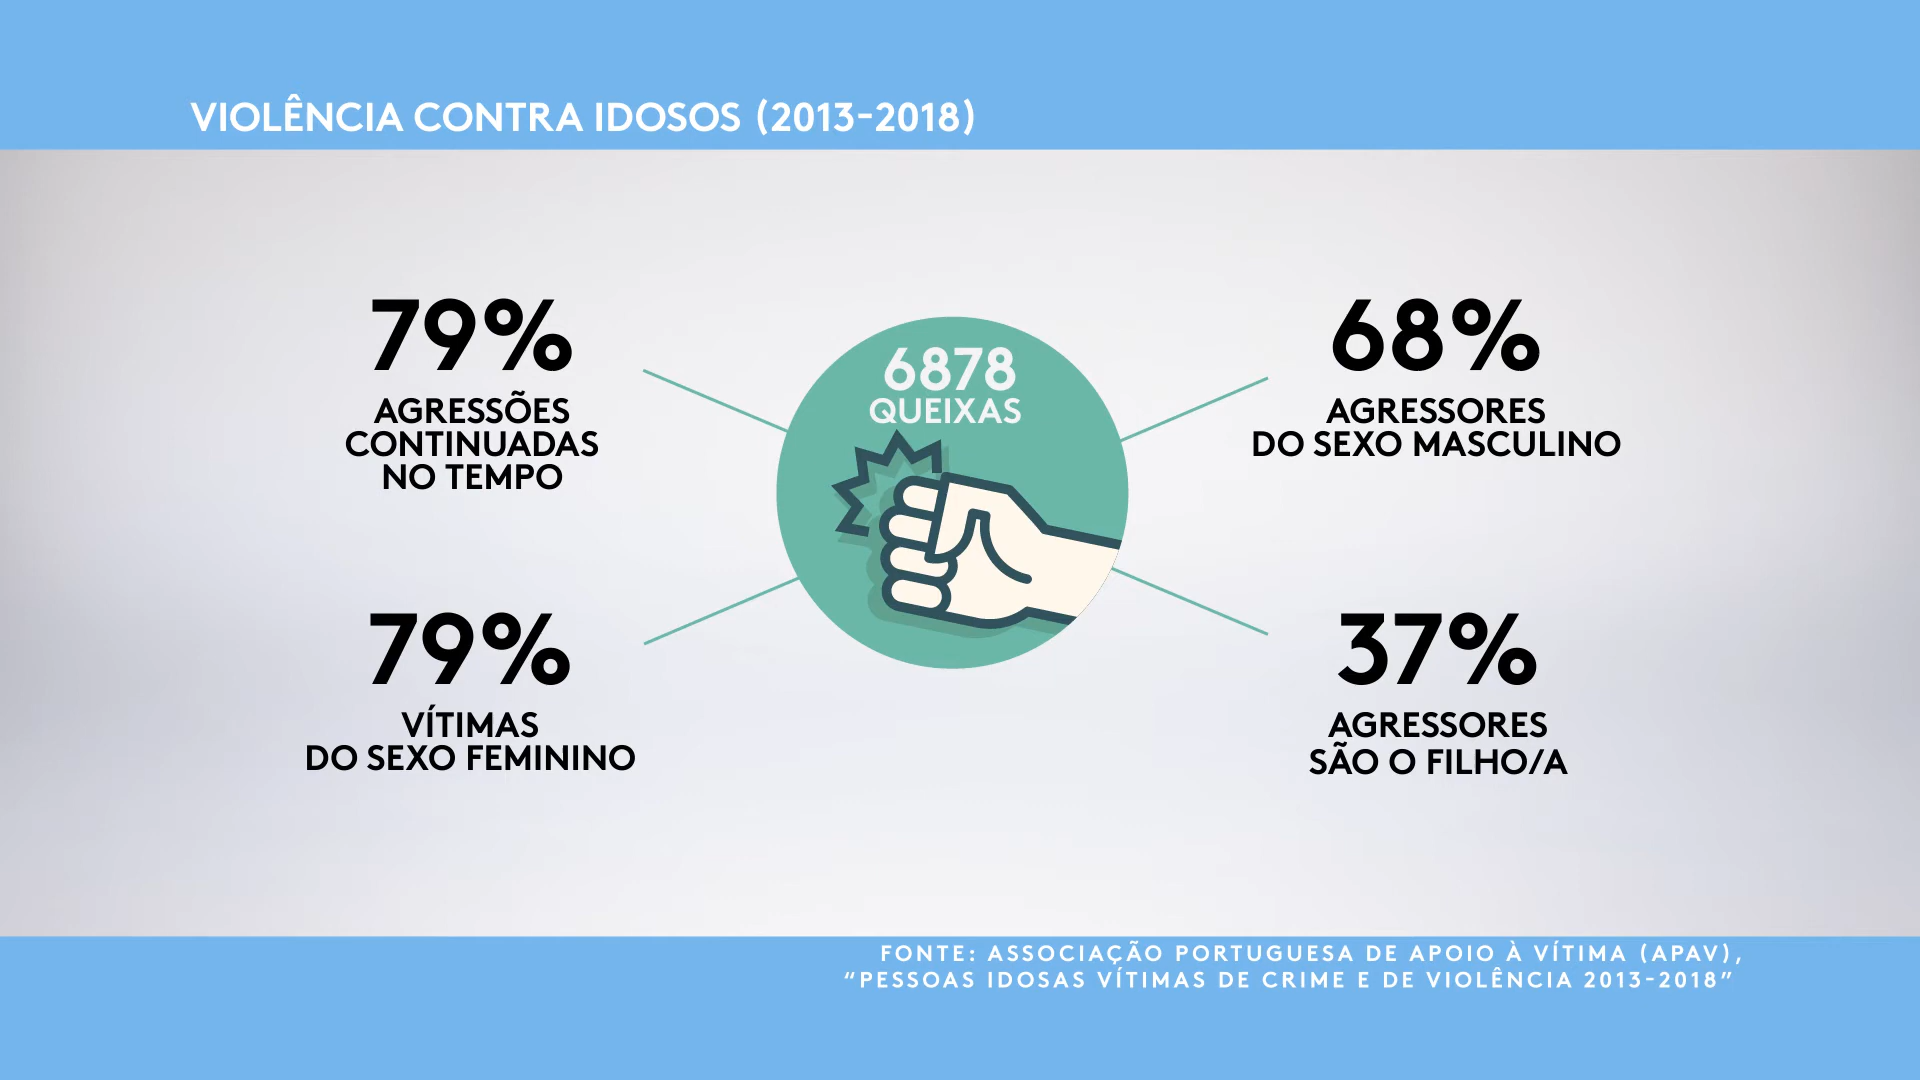 VIOLÊNCIA CONTRA IDOSOS (2013-2018)
79%
AGRESSÕES
CONTINUADAS
NO TEMPO
6878
QUEIXAS
68%
AGRESSORES
DO SEXO MASCULINO
79%
VÍTIMAS
DO SEXO FEMININO
37%
AGRESSORES
SÃO O FILHO/A
FONTE: ASSOCIAÇÃO PORTUGUESA DE APOIO À VÍTIMA (APAV),
“PESSOAS IDOSAS VÍTIMAS DE CRIME E DE VIOLÊNCIA 2013-2018”